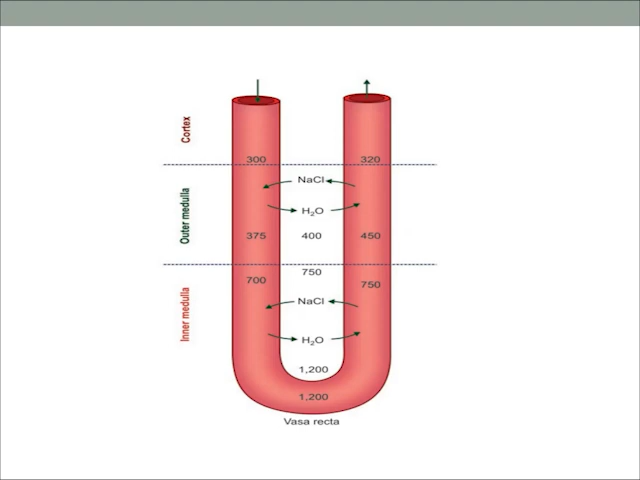 Cortex
300
320
NaCl
Outer medulla
H₂O
375
400
450
750
700
750
NaCl
Inner medulla
H₂O
1,200
1,200
Vasa recta